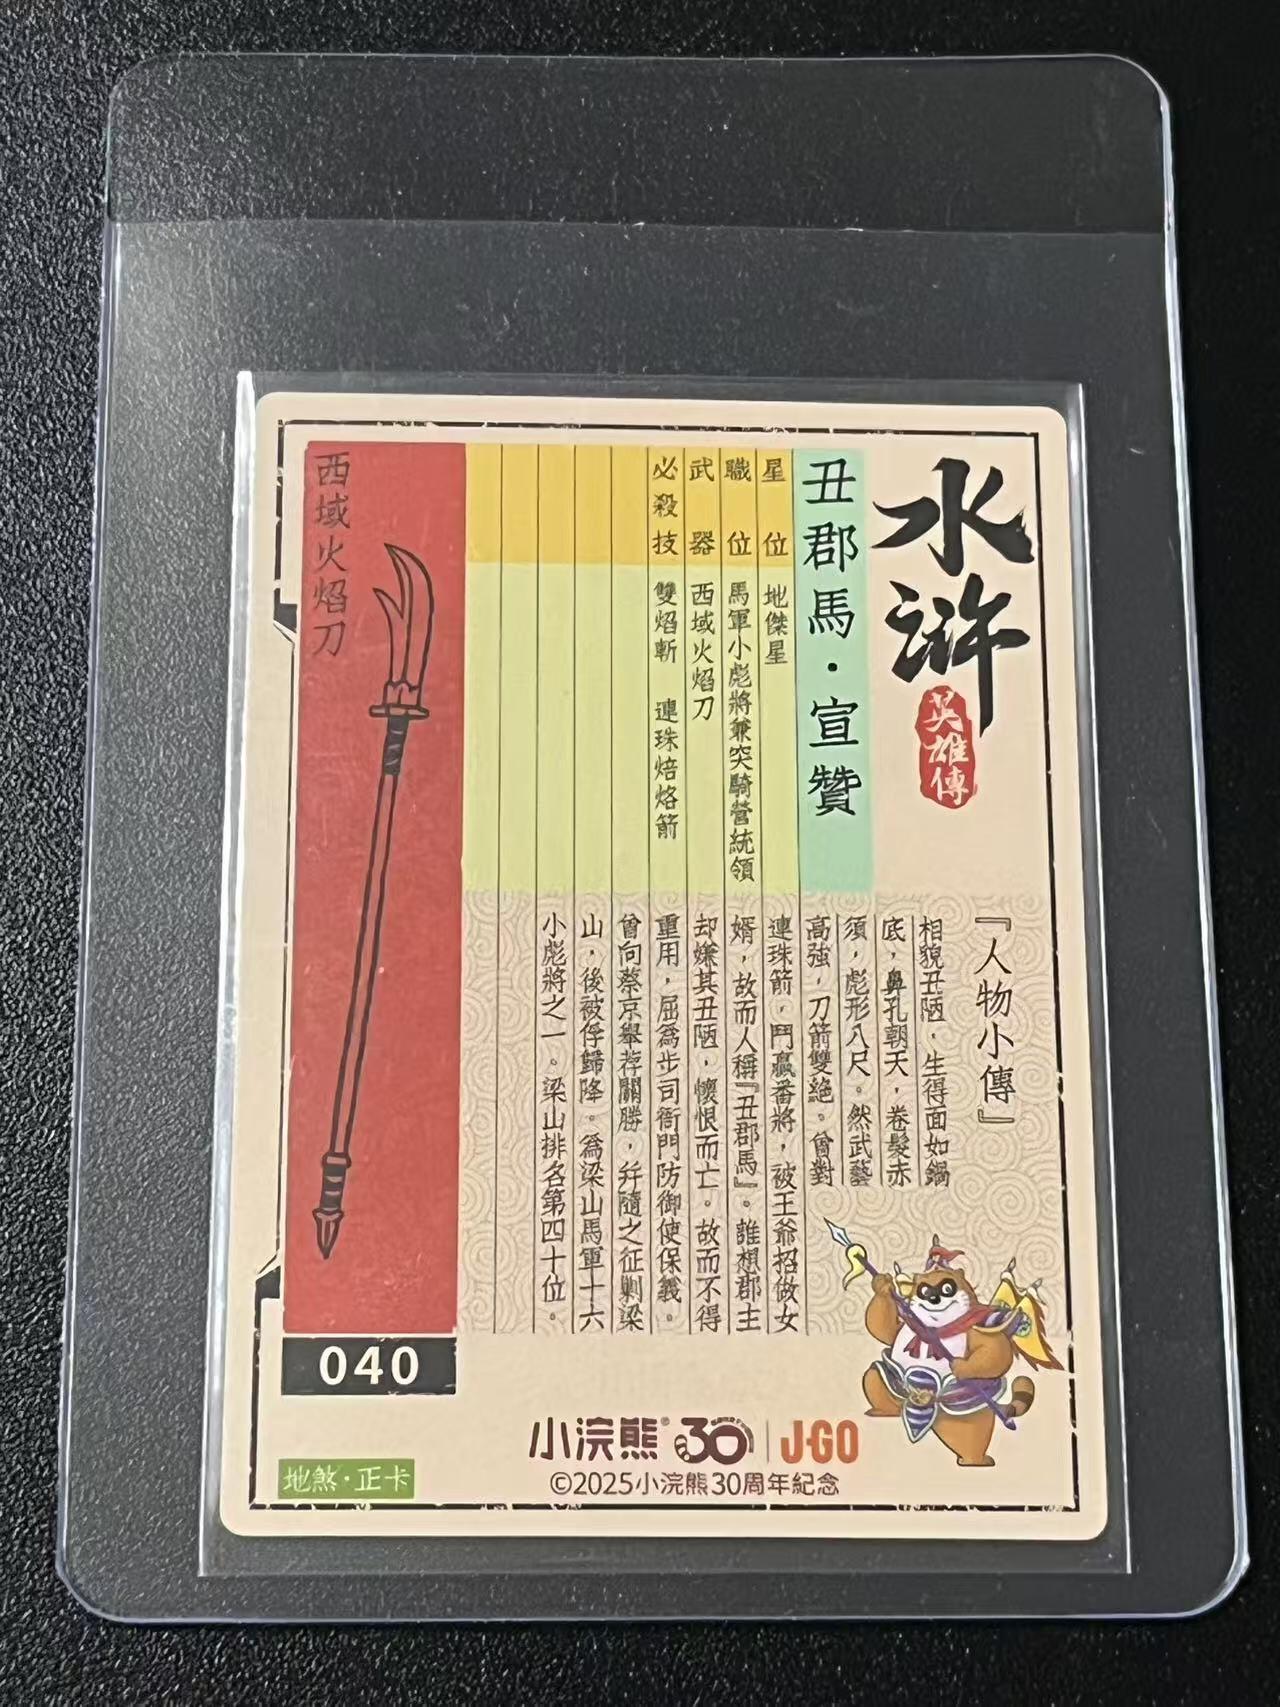 水滸
英雄傳
丑郡馬·宣贊
星位 地傑星
職位 馬軍小彪將兼突騎營統領
武器 西域火焰刀
必殺技 雙焰斬 連珠焙烙箭
西域火焰刀
『人物小傳』
相貌丑陋，生得面如鍋
底，鼻孔朝天，卷髮赤
須，彪形八尺。然武藝
高強，刀箭雙絶。曾對
連珠箭，鬥贏番將，被王爺招做女
婿，故而人稱『丑郡馬』。誰想郡主
却嫌其丑陋，懷恨而亡。故而不得
重用，屈爲步司衙門防御使保義。
曾向蔡京舉荐關勝，并隨之征剿梁
山，後被俘歸降。爲梁山馬軍十六
小彪將之一。梁山排名第四十位。
040
地煞·正卡
小浣熊® 30 | J-GO
©2025小浣熊30周年紀念